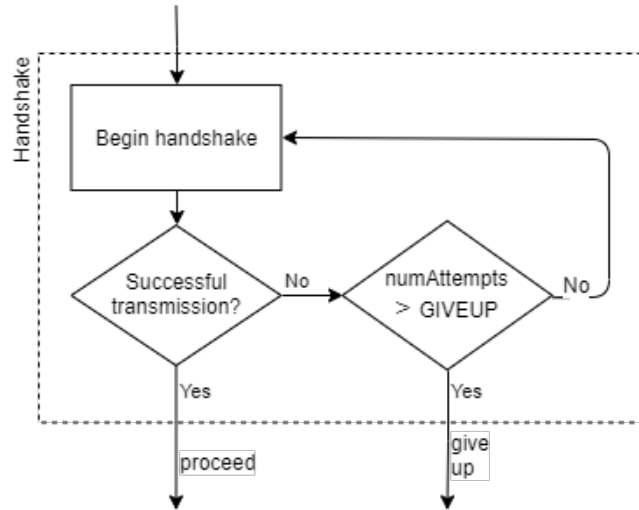 Handshake
Begin handshake
Successful
transmission?
No
numAttempts
> GIVEUP
No
Yes
Yes
proceed
give
up